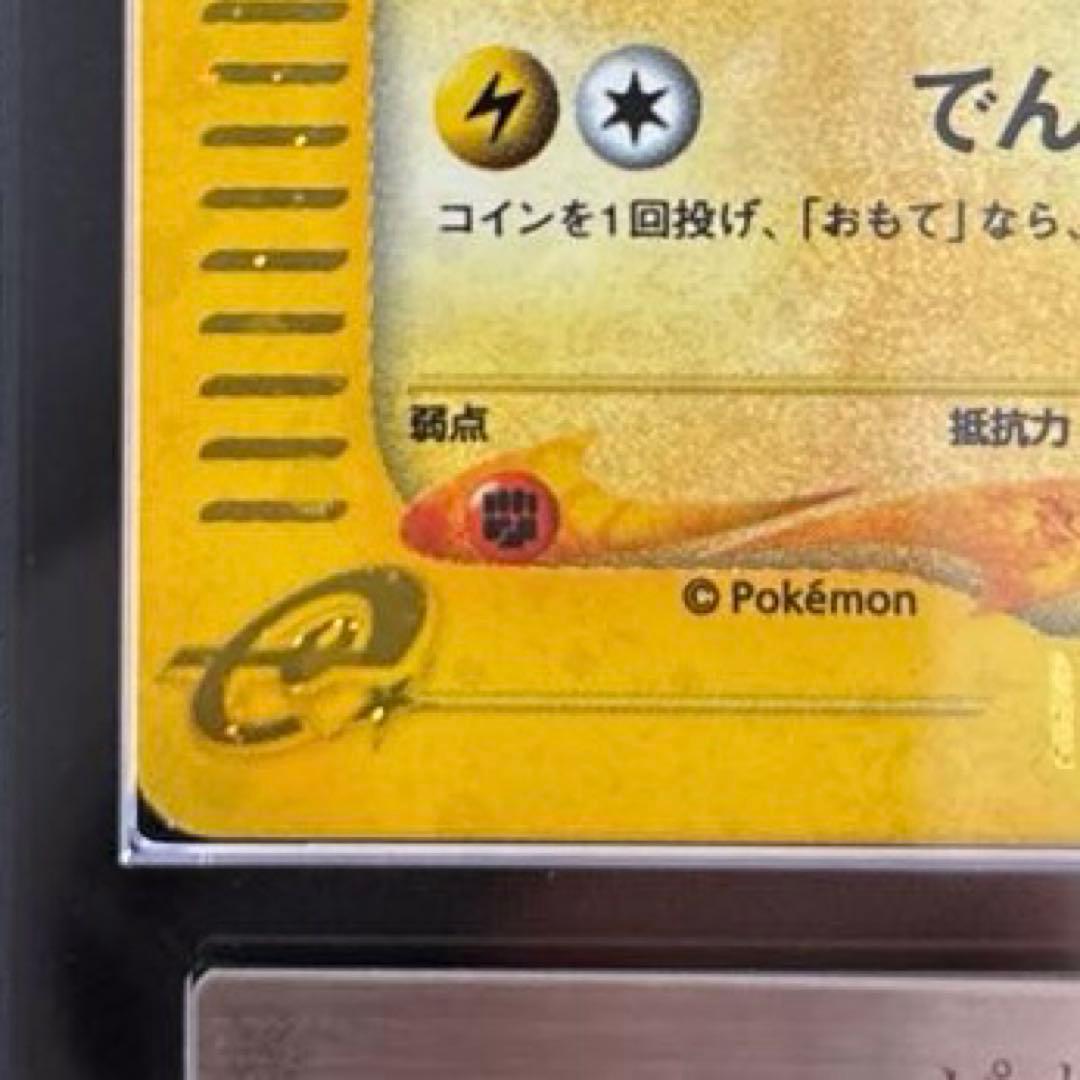 でん
コインを1回投げ、「おもて」なら、
弱点 抵抗力
© Pokémon
e